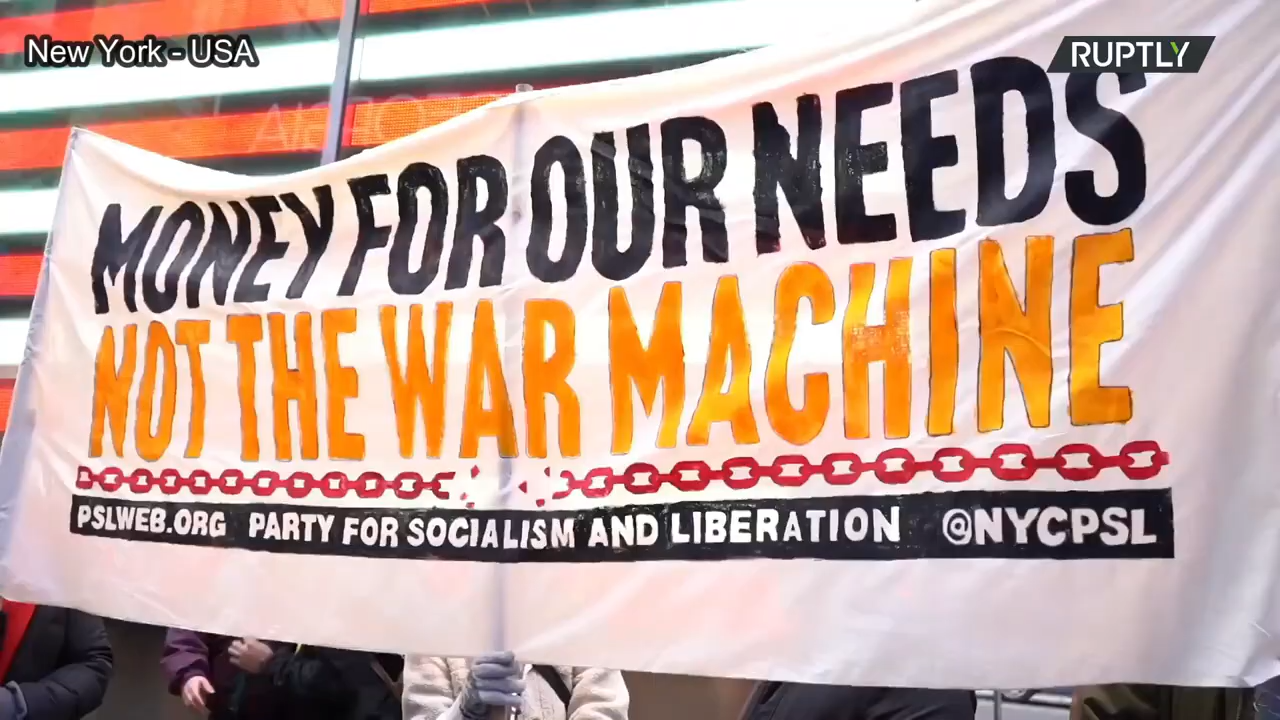 New York - USA
RUPTLY
MONEY FOR OUR NEEDS
NOT THE WAR MACHINE
PSLWEB.ORG PARTY FOR SOCIALISM AND LIBERATION @NYCPSL